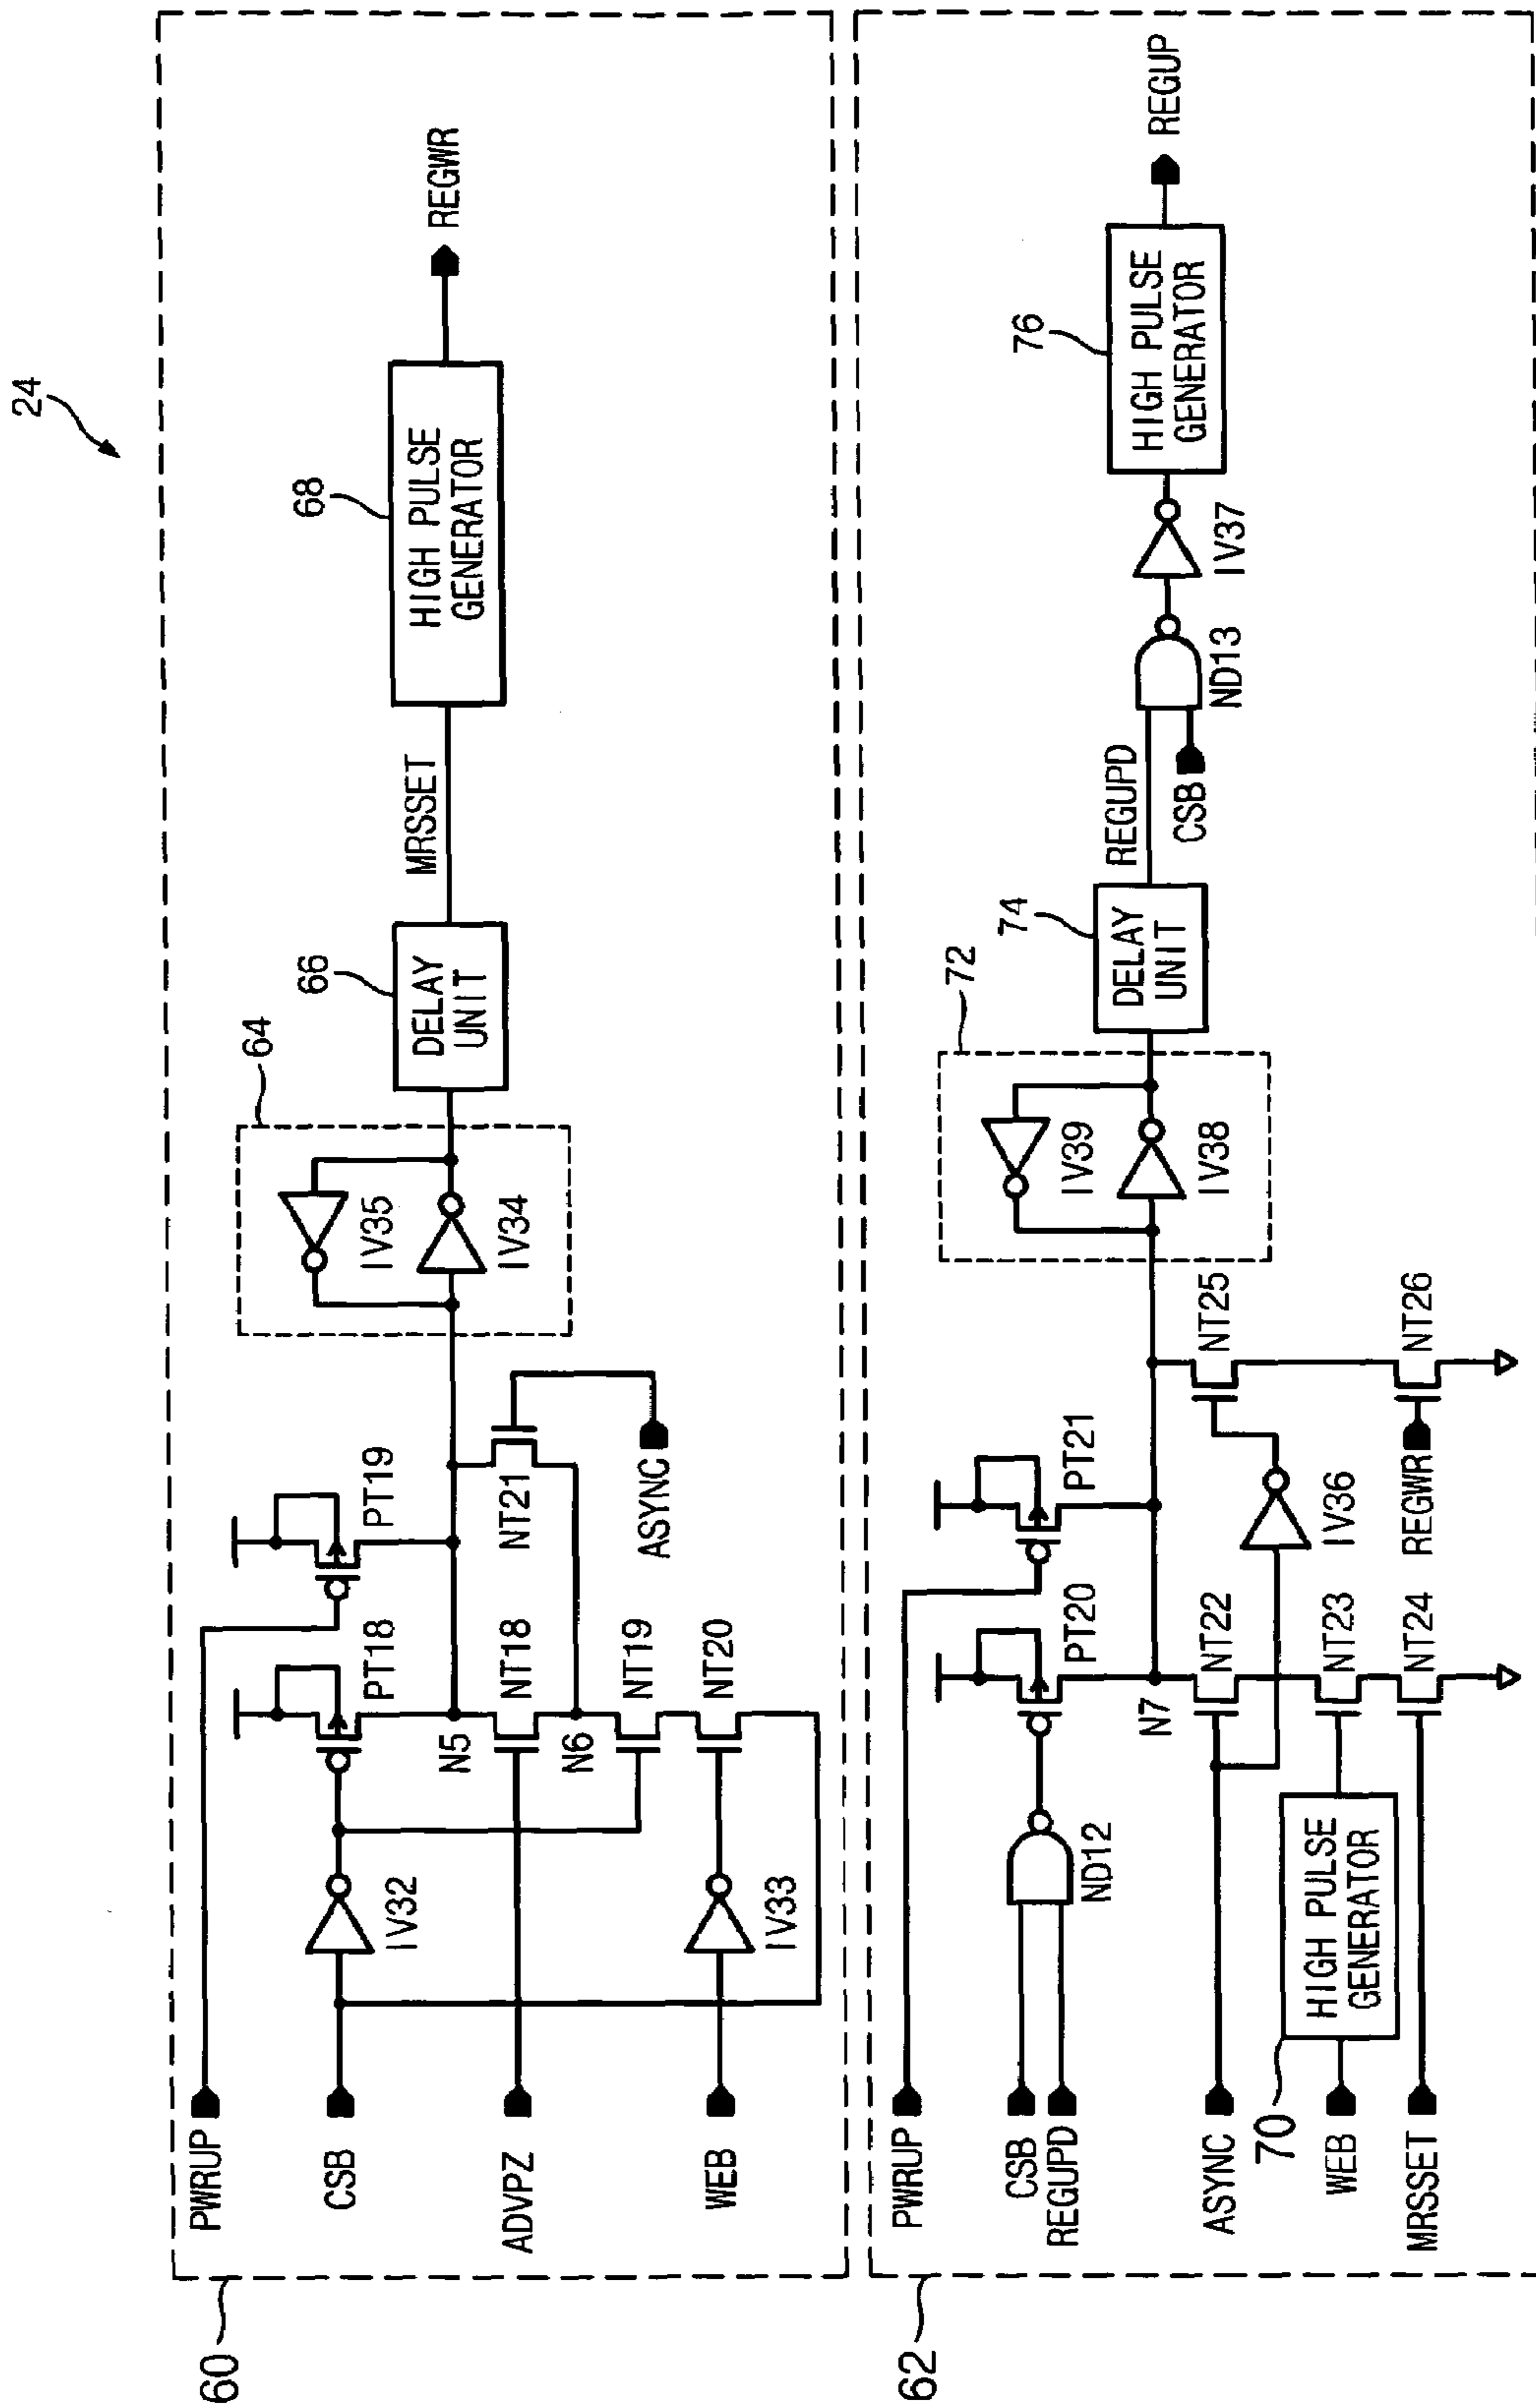 24
60
PWRUP
CSB
ADVPZ
WEB
IV32
IV33
PT18
PT19
N5
NT18
N6
NT19
NT20
NT21
ASYNC
64
IV35
IV34
66
DELAY
UNIT
MRSSET
68
HIGH PULSE
GENERATOR
REGWR
62
PWRUP
CSB
REGUPD
ASYNC
70
WEB
MRSSET
HIGH PULSE
GENERATOR
ND12
PT20
PT21
N7
NT22
NT23
NT24
IV36
REGWR
NT25
NT26
72
IV39
IV38
74
DELAY
UNIT
REGUPD
CSB
ND13
IV37
76
HIGH PULSE
GENERATOR
REGUP